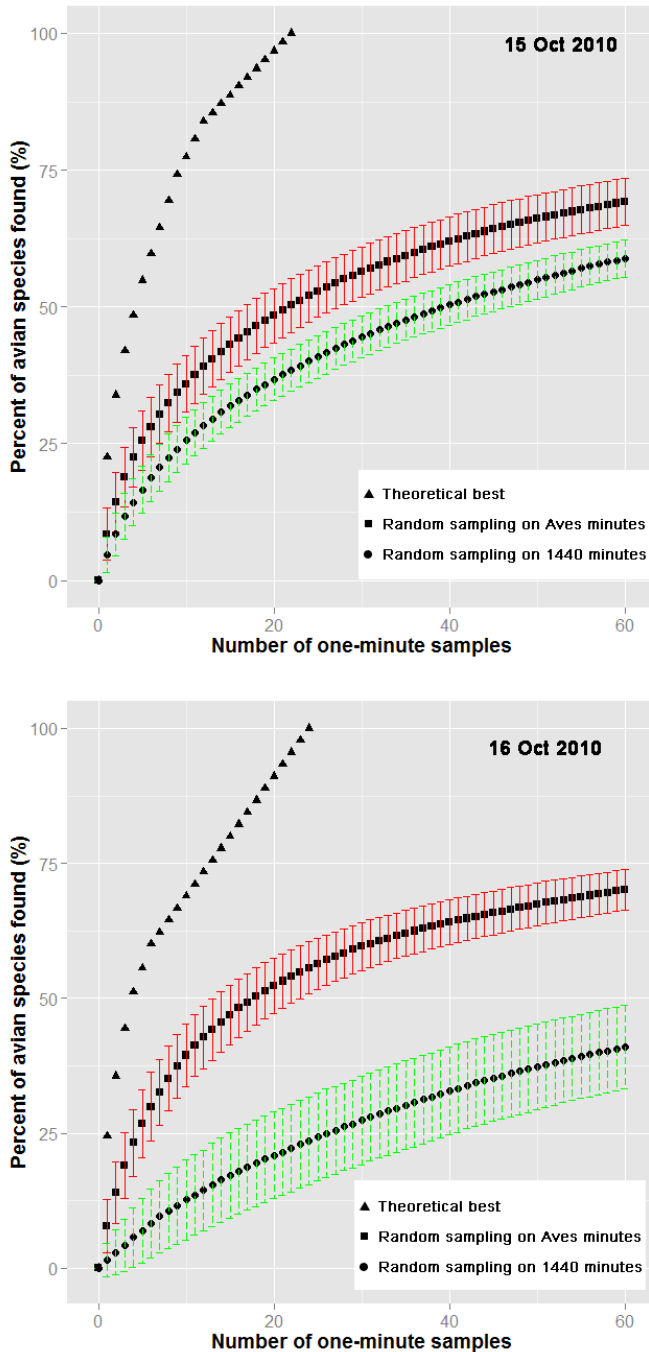 15 Oct 2010
Percent of avian species found (%)
100
75
50
25
0
Theoretical best
Random sampling on Aves minutes
Random sampling on 1440 minutes
0 20 40 60
Number of one-minute samples
16 Oct 2010
Percent of avian species found (%)
100
75
50
25
0
Theoretical best
Random sampling on Aves minutes
Random sampling on 1440 minutes
0 20 40 60
Number of one-minute samples